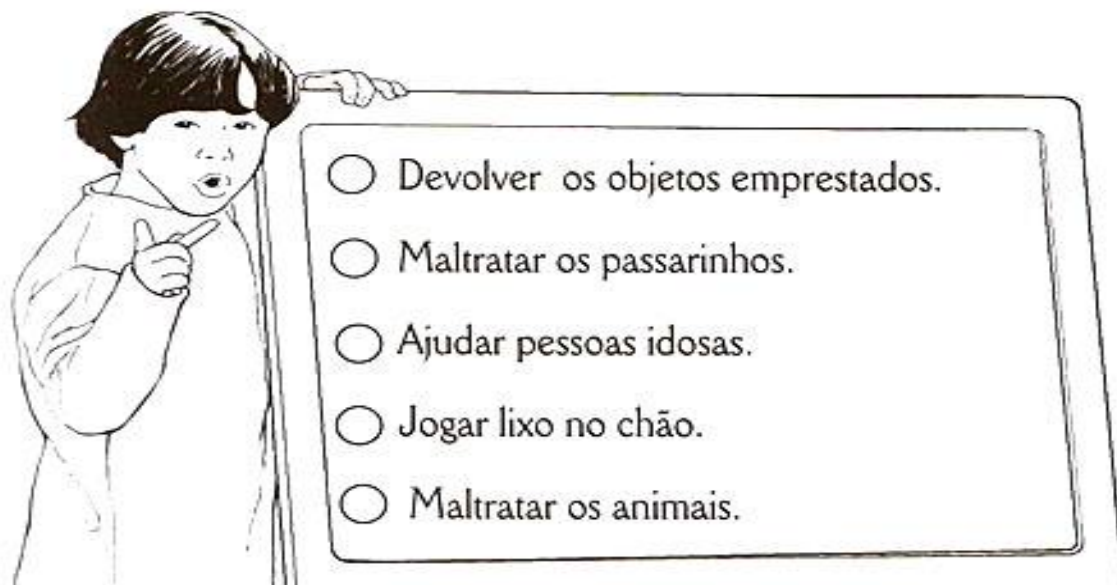 Devolver os objetos emprestados.
Maltratar os passarinhos.
Ajudar pessoas idosas.
Jogar lixo no chão.
Maltratar os animais.